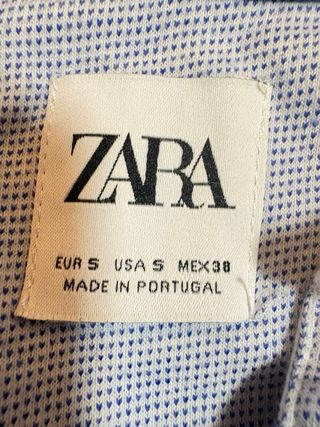 ZARA
EUR S USA S MEX 38
MADE IN PORTUGAL